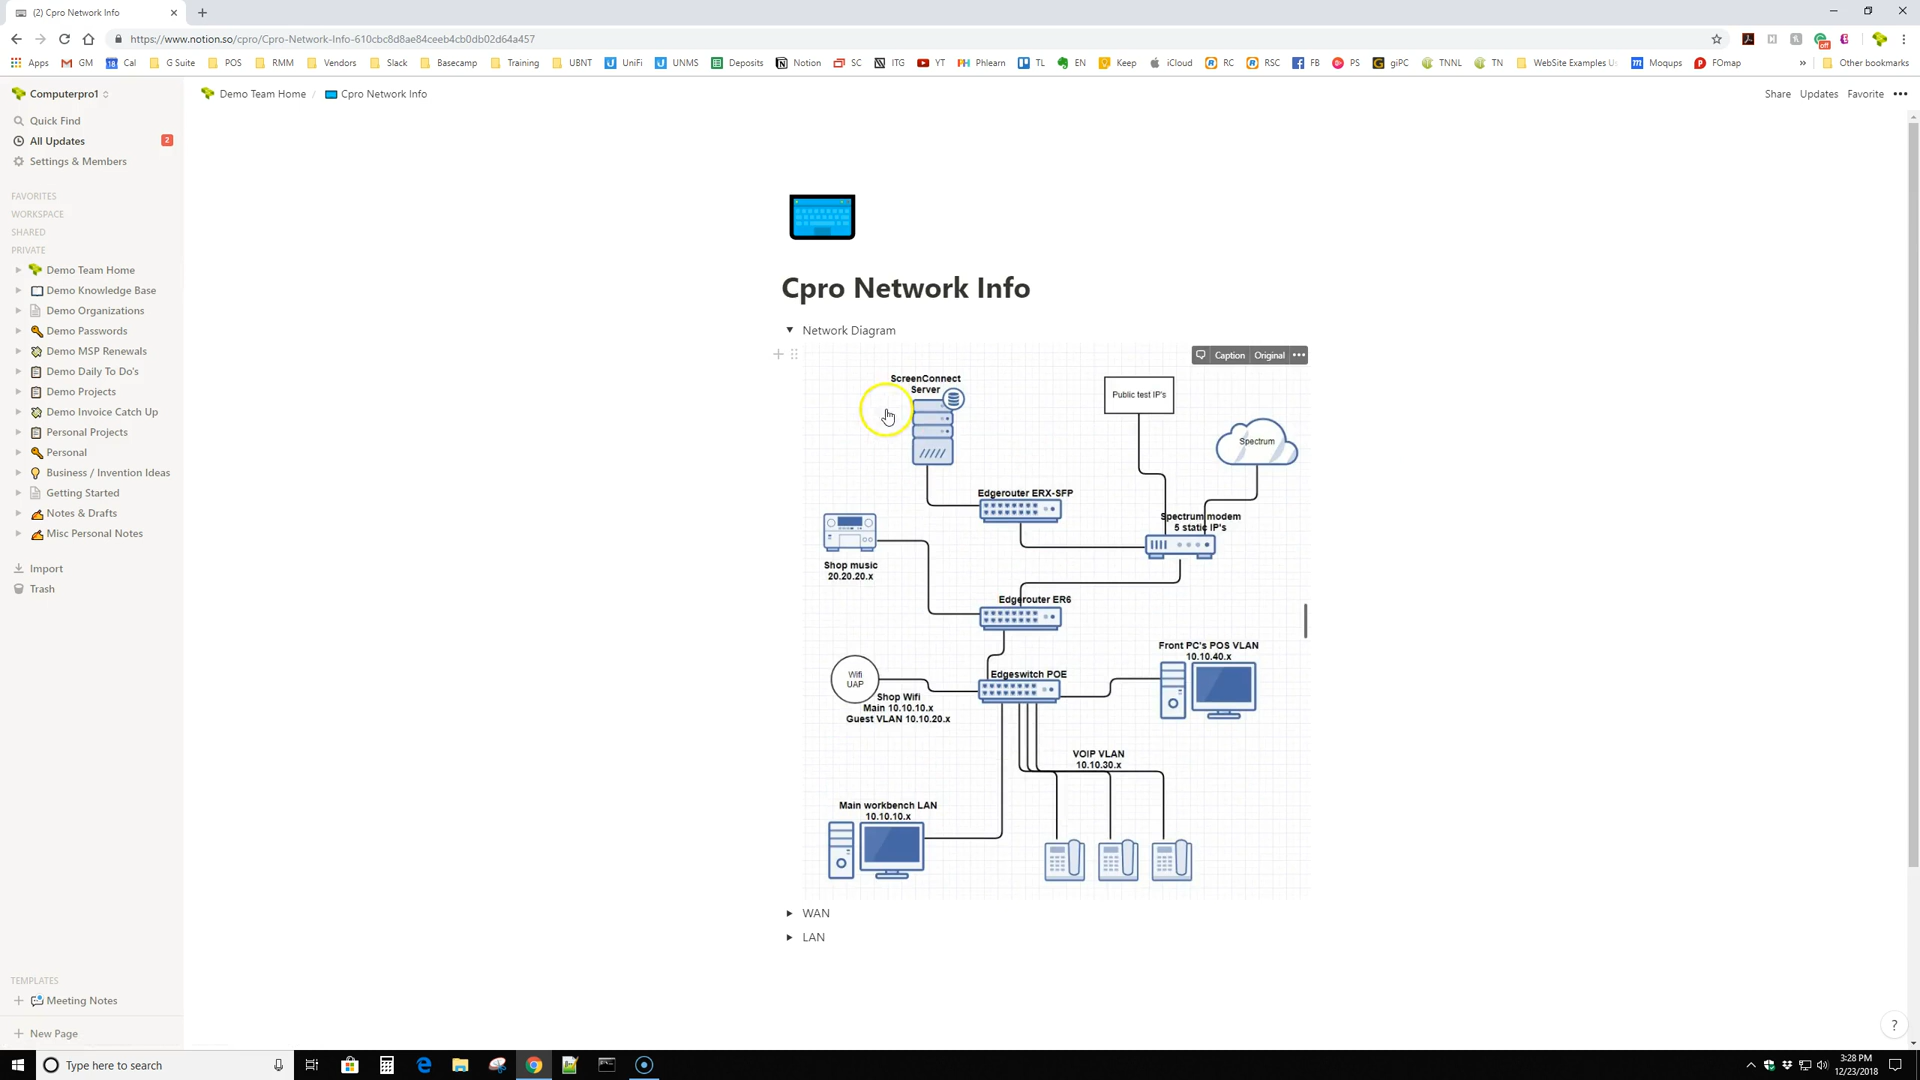 (2) Cpro Network Info
https://www.notion.so/cpro/Cpro-Network-Info-610cbc8d8ae84ceeb4cb0db02d64a457
Apps GM Cal G Suite POS RMM Vendors Slack Basecamp Training UBNT UniFi UNMS Deposits Notion SC ITG YT Phlearn TL EN Keep iCloud RC RSC FB PS giPC TNNL TN WebSite Examples Us Moqups FOmap » Other bookmarks
Computerpro1
Demo Team Home / Cpro Network Info
Share Updates Favorite •••
Quick Find
All Updates 2
Settings & Members
FAVORITES
WORKSPACE
SHARED
PRIVATE
Demo Team Home
Demo Knowledge Base
Demo Organizations
Demo Passwords
Demo MSP Renewals
Demo Daily To Do's
Demo Projects
Demo Invoice Catch Up
Personal Projects
Personal
Business / Invention Ideas
Getting Started
Notes & Drafts
Misc Personal Notes
Import
Trash
TEMPLATES
Meeting Notes
New Page
Cpro Network Info
Network Diagram
Caption Original •••
ScreenConnect
Server
Public test IP's
Spectrum
Edgerouter ERX-SFP
Spectrum modem
5 static IP's
Shop music
20.20.20.x
Edgerouter ER6
Front PC's POS VLAN
10.10.40.x
Wifi
UAP
Edgeswitch POE
Shop Wifi
Main 10.10.10.x
Guest VLAN 10.10.20.x
VOIP VLAN
10.10.30.x
Main workbench LAN
10.10.10.x
WAN
LAN
?
Type here to search
3:28 PM
12/23/2018